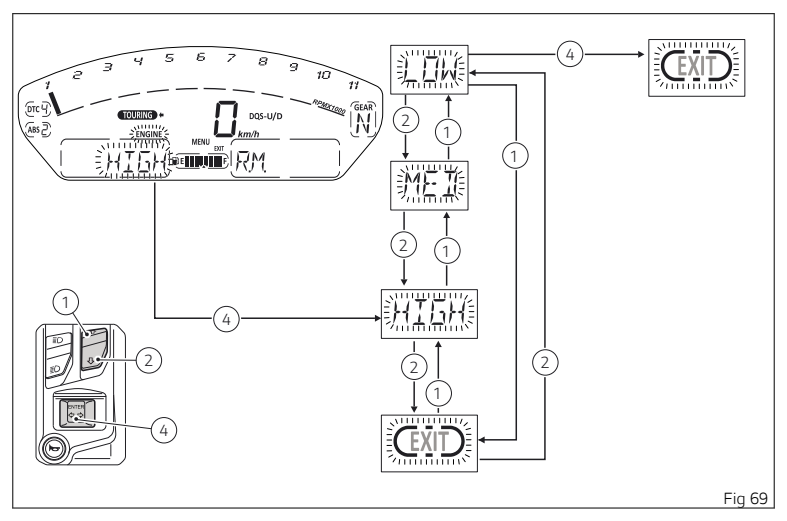 1 2 3 4 5 6 7 8 9 10 11
RPMX1000
DTC 4
TOURING
0
km/h
DQS-U/D
GEAR
N
ABS 2
ENGINE
MENU
EXIT
HIGH
E F
RM.
LOW
4
EXIT
2
1
1
MED
2
1
4
HIGH
2
1
2
EXIT
1
2
ENTER
4
Fig 69